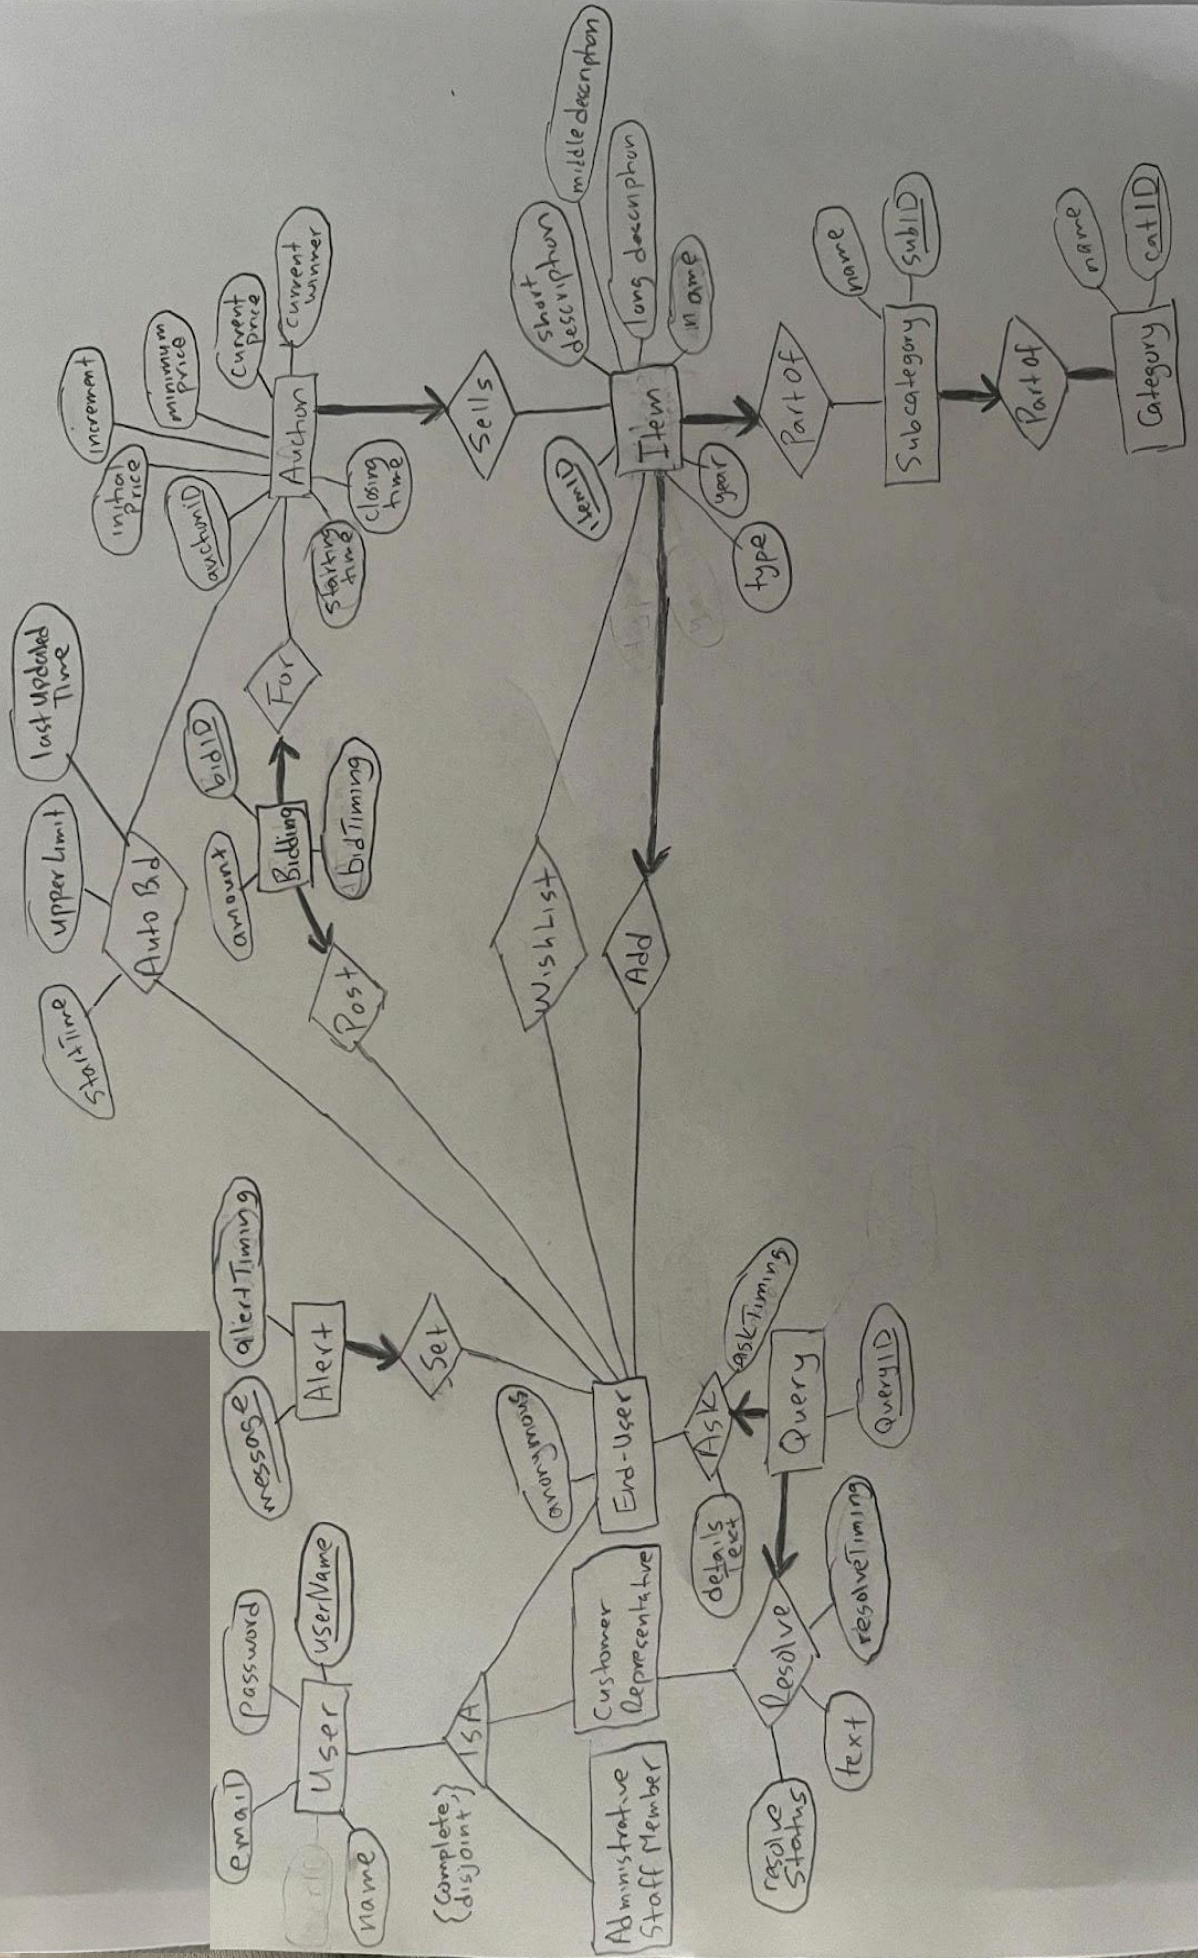 email
password
userName
name
User
message
alertTiming
Alert
Set
startTime
upper Limit
last Updated
Time
Auto Bid
amount
bidID
Bidding
bidTiming
Post
For
auctionID
initial
price
increment
minimum
price
current
price
current
winner
Auction
starting
time
closing
time
Sells
{complete,
disjoint}
IsA
anonymous
Administrative
Staff Member
Customer
Representative
End-User
WishList
Add
itemID
short
description
middle description
long description
name
Item
year
type
Part Of
name
subID
Subcategory
Part Of
name
catID
Category
details
Text
Ask
askTiming
Query
QueryID
Resolve
resolve
Status
text
resolveTiming